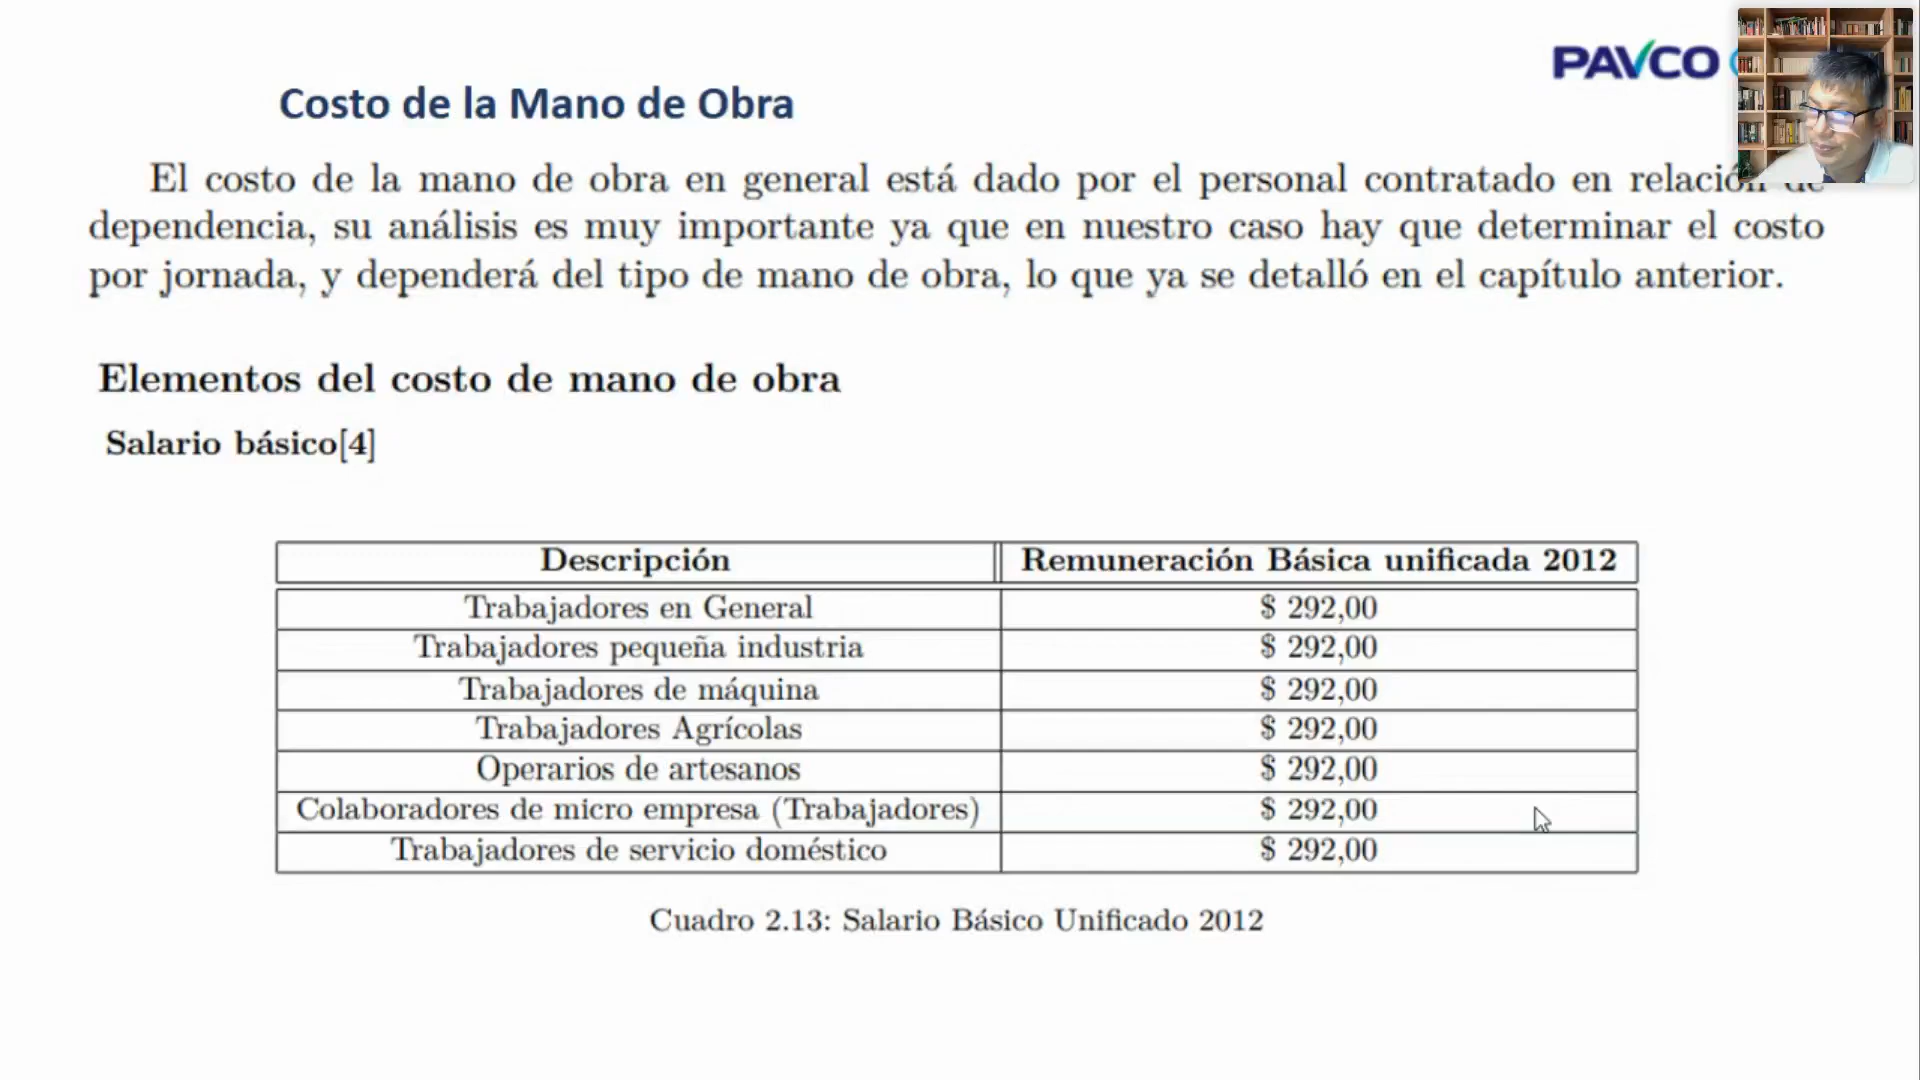 PAVCO
Costo de la Mano de Obra
El costo de la mano de obra en general está dado por el personal contratado en relación de
dependencia, su análisis es muy importante ya que en nuestro caso hay que determinar el costo
por jornada, y dependerá del tipo de mano de obra, lo que ya se detalló en el capítulo anterior.
Elementos del costo de mano de obra
Salario básico[4]
Descripción Remuneración Básica unificada 2012
Trabajadores en General $ 292,00
Trabajadores pequeña industria $ 292,00
Trabajadores de máquina $ 292,00
Trabajadores Agrícolas $ 292,00
Operarios de artesanos $ 292,00
Colaboradores de micro empresa (Trabajadores) $ 292,00
Trabajadores de servicio doméstico $ 292,00
Cuadro 2.13: Salario Básico Unificado 2012